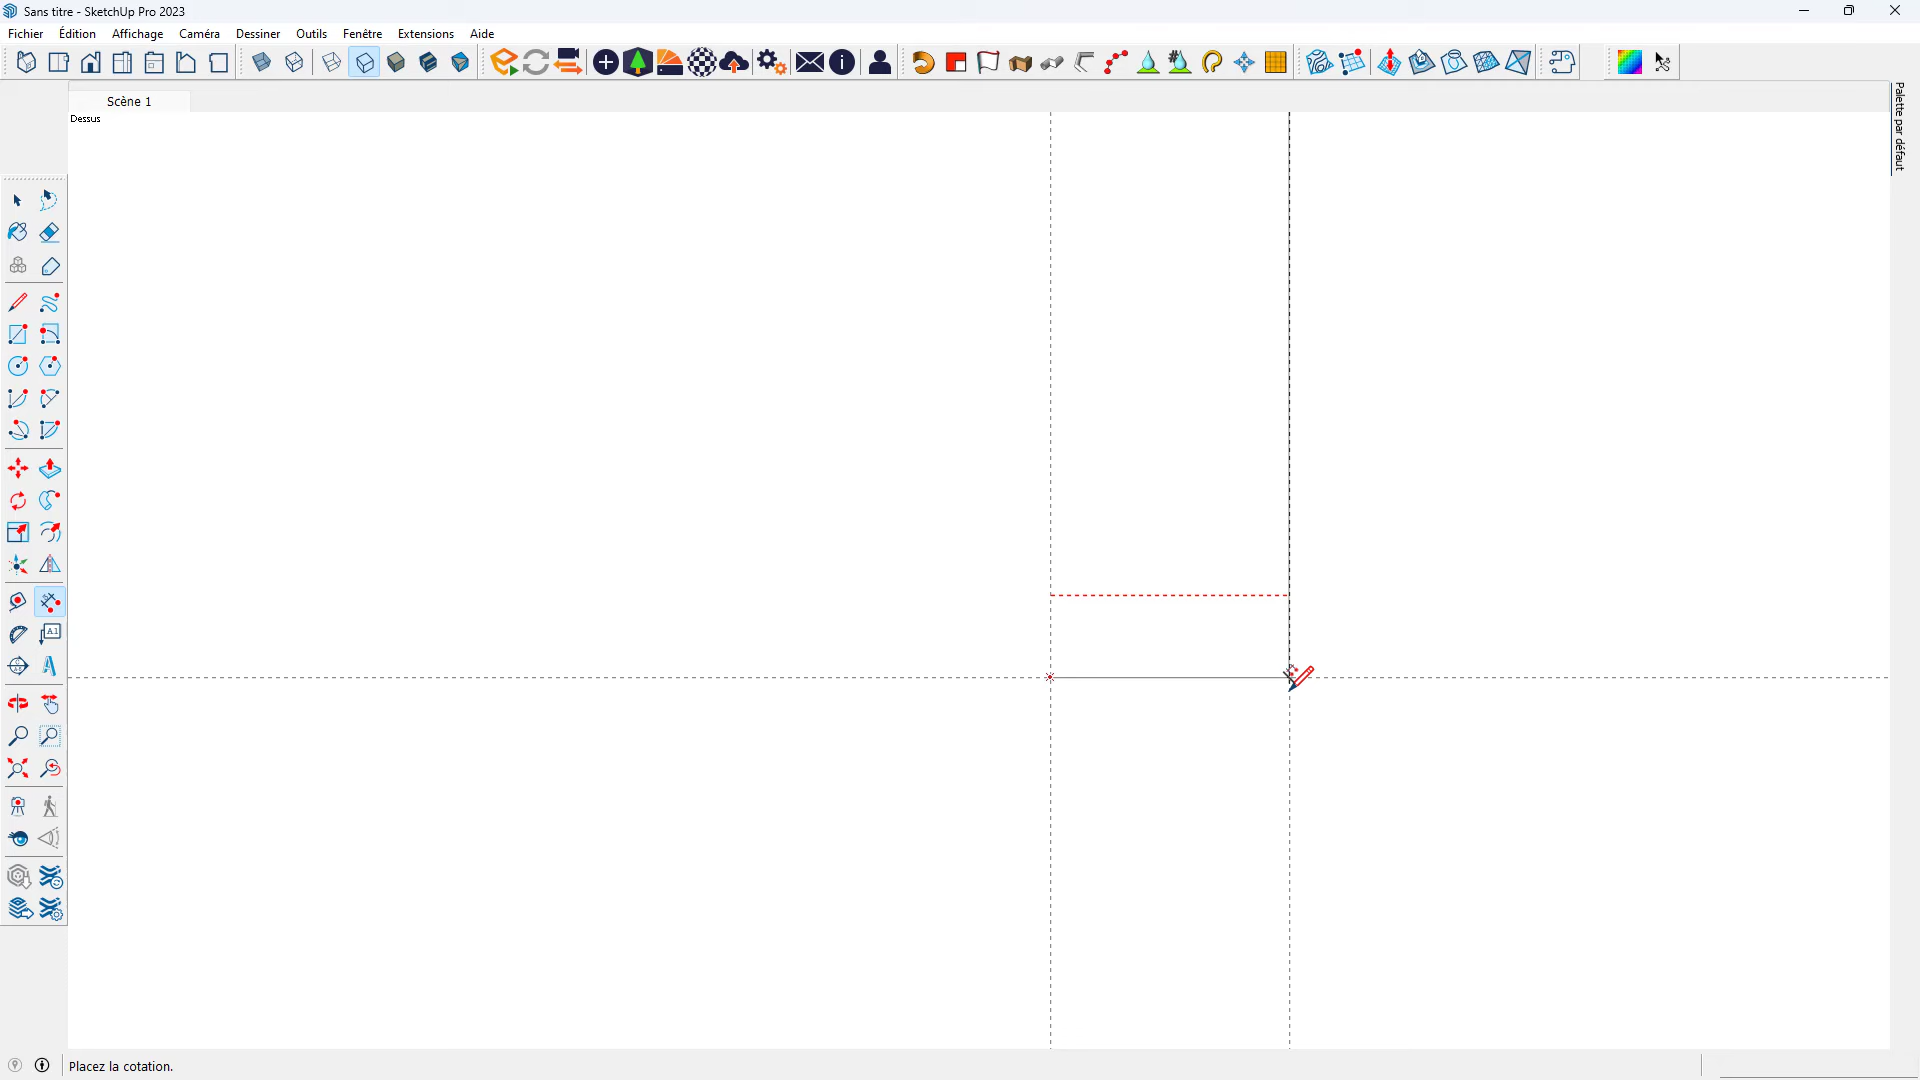 Sans titre - SketchUp Pro 2023
Fichier Édition Affichage Caméra Dessiner Outils Fenêtre Extensions Aide
Scène 1
Dessus
Palette par défaut
Placez la cotation.